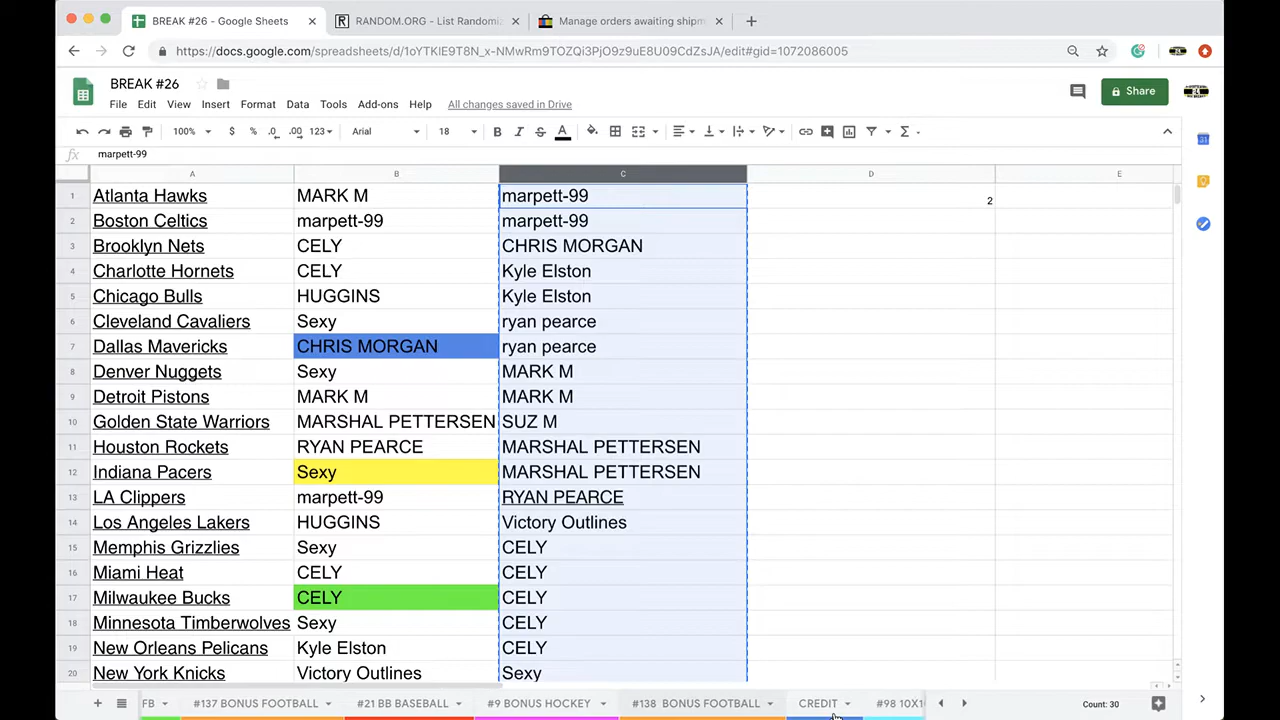 BREAK #26 - Google Sheets
RANDOM.ORG - List Randomi
Manage orders awaiting shipm
https://docs.google.com/spreadsheets/d/1oYTKlE9T8N_x-NMwRm9TOZQi3PjO9z9uE8U09CdZsJA/edit#gid=1072086005
BREAK #26
File Edit View Insert Format Data Tools Add-ons Help All changes saved in Drive
Share
100% $ % .0 .00 123 Arial 18 B I S A
fx marpett-99
A B C D E
1 Atlanta Hawks MARK M marpett-99 2
2 Boston Celtics marpett-99 marpett-99
3 Brooklyn Nets CELY CHRIS MORGAN
4 Charlotte Hornets CELY Kyle Elston
5 Chicago Bulls HUGGINS Kyle Elston
6 Cleveland Cavaliers Sexy ryan pearce
7 Dallas Mavericks CHRIS MORGAN ryan pearce
8 Denver Nuggets Sexy MARK M
9 Detroit Pistons MARK M MARK M
10 Golden State Warriors MARSHAL PETTERSEN SUZ M
11 Houston Rockets RYAN PEARCE MARSHAL PETTERSEN
12 Indiana Pacers Sexy MARSHAL PETTERSEN
13 LA Clippers marpett-99 RYAN PEARCE
14 Los Angeles Lakers HUGGINS Victory Outlines
15 Memphis Grizzlies Sexy CELY
16 Miami Heat CELY CELY
17 Milwaukee Bucks CELY CELY
18 Minnesota Timberwolves Sexy CELY
19 New Orleans Pelicans Kyle Elston CELY
20 New York Knicks Victory Outlines Sexy
FB #137 BONUS FOOTBALL #21 BB BASEBALL #9 BONUS HOCKEY #138 BONUS FOOTBALL CREDIT #98 10X1 Count: 30